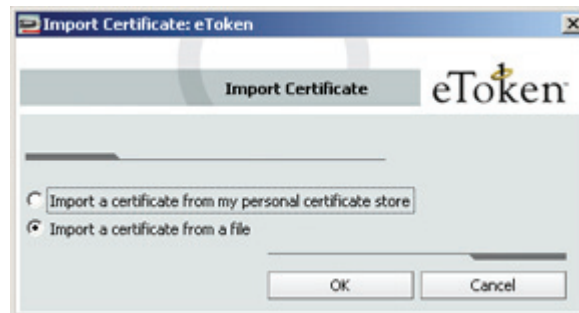 Import Certificate: eToken
Import Certificate
eToken
Import a certificate from my personal certificate store
Import a certificate from a file
OK
Cancel